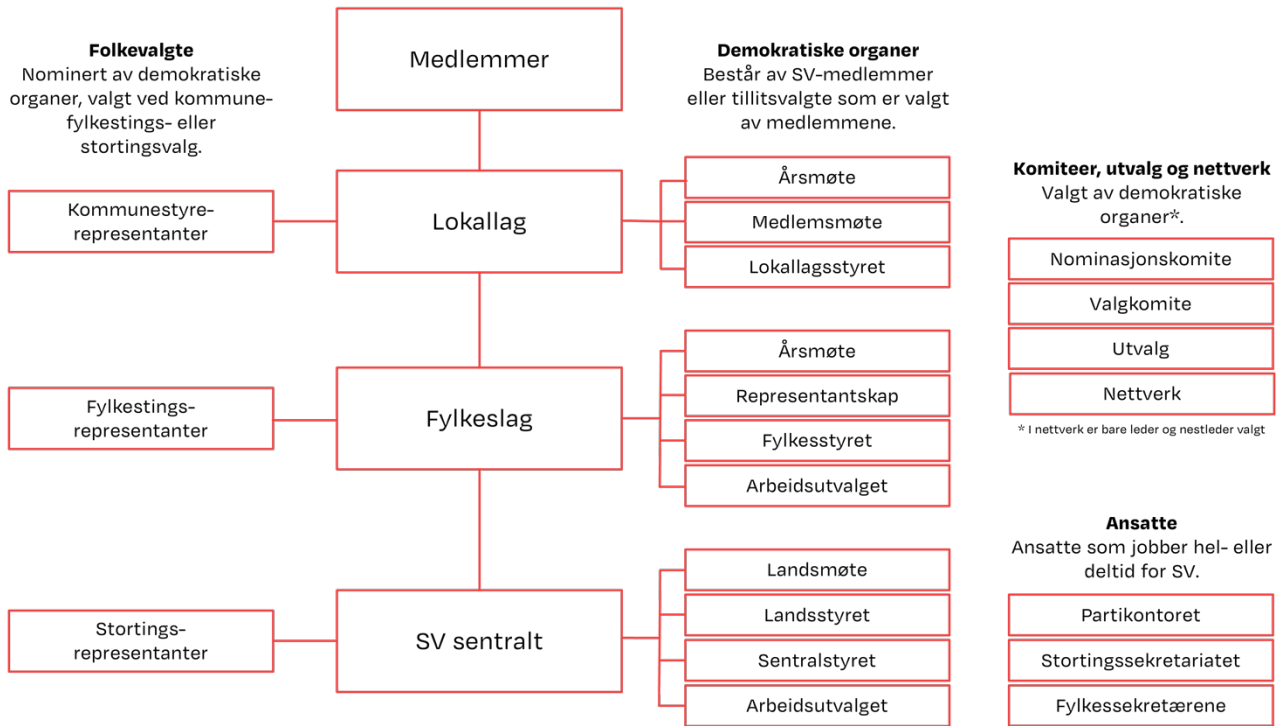 Folkevalgte
Nominert av demokratiske
organer, valgt ved kommune-
fylkestings- eller
stortingsvalg.
Kommunestyre-
representanter
Fylkestings-
representanter
Stortings-
representanter
Medlemmer
Lokallag
Fylkeslag
SV sentralt
Demokratiske organer
Består av SV-medlemmer
eller tillitsvalgte som er valgt
av medlemmene.
Årsmøte
Medlemsmøte
Lokallagsstyret
Årsmøte
Representantskap
Fylkesstyret
Arbeidsutvalget
Landsmøte
Landsstyret
Sentralstyret
Arbeidsutvalget
Komiteer, utvalg og nettverk
Valgt av demokratiske
organer*.
Nominasjonskomite
Valgkomite
Utvalg
Nettverk
* I nettverk er bare leder og nestleder valgt
Ansatte
Ansatte som jobber hel- eller
deltid for SV.
Partikontoret
Stortingssekretariatet
Fylkessekretærene